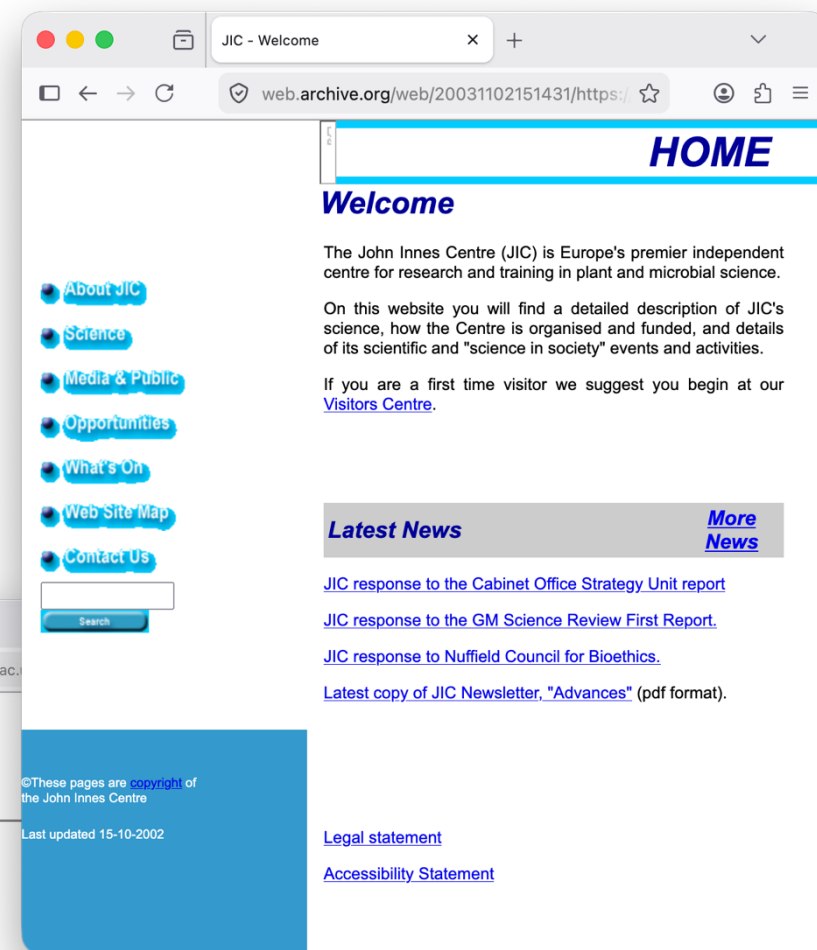 JIC - Welcome
web.archive.org/web/20031102151431/https:/
HOME
Welcome
The John Innes Centre (JIC) is Europe's premier independent
centre for research and training in plant and microbial science.
On this website you will find a detailed description of JIC's
science, how the Centre is organised and funded, and details
of its scientific and "science in society" events and activities.
If you are a first time visitor we suggest you begin at our
Visitors Centre.
About JIC
Science
Media & Public
Opportunities
What's On
Web Site Map
Contact Us
Search
Latest News
More
News
JIC response to the Cabinet Office Strategy Unit report
JIC response to the GM Science Review First Report.
JIC response to Nuffield Council for Bioethics.
Latest copy of JIC Newsletter, "Advances" (pdf format).
ac.
©These pages are copyright of
the John Innes Centre
Last updated 15-10-2002
Legal statement
Accessibility Statement